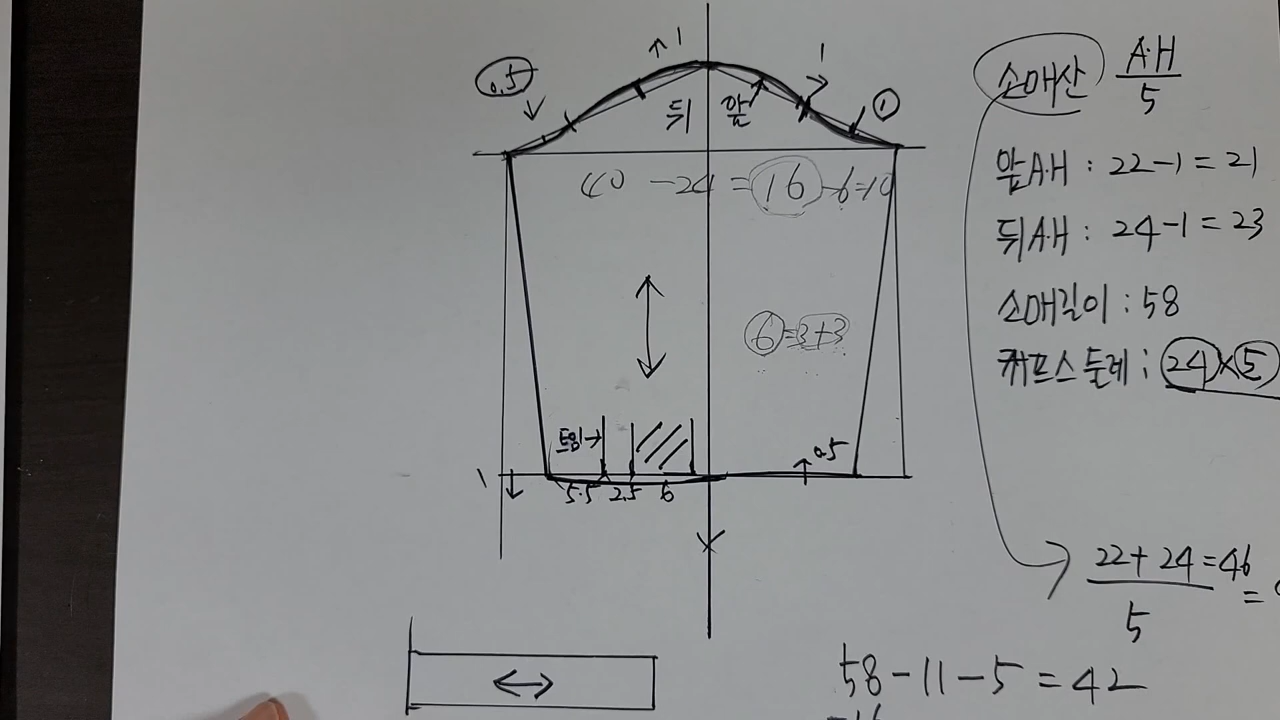 소매산 A·H / 5
앞A·H : 22-1 = 21
뒤A·H : 24-1 = 23
소매길이 : 58
캬프스둘레 : 24×5
22+24=46 / 5 =
58-11-5 = 42
-16
0.5
↑1
1
①
뒤 앞
40 -24 = 16 -6=10
6=3+3
트임→
0.5
1
5.5 2.5 6